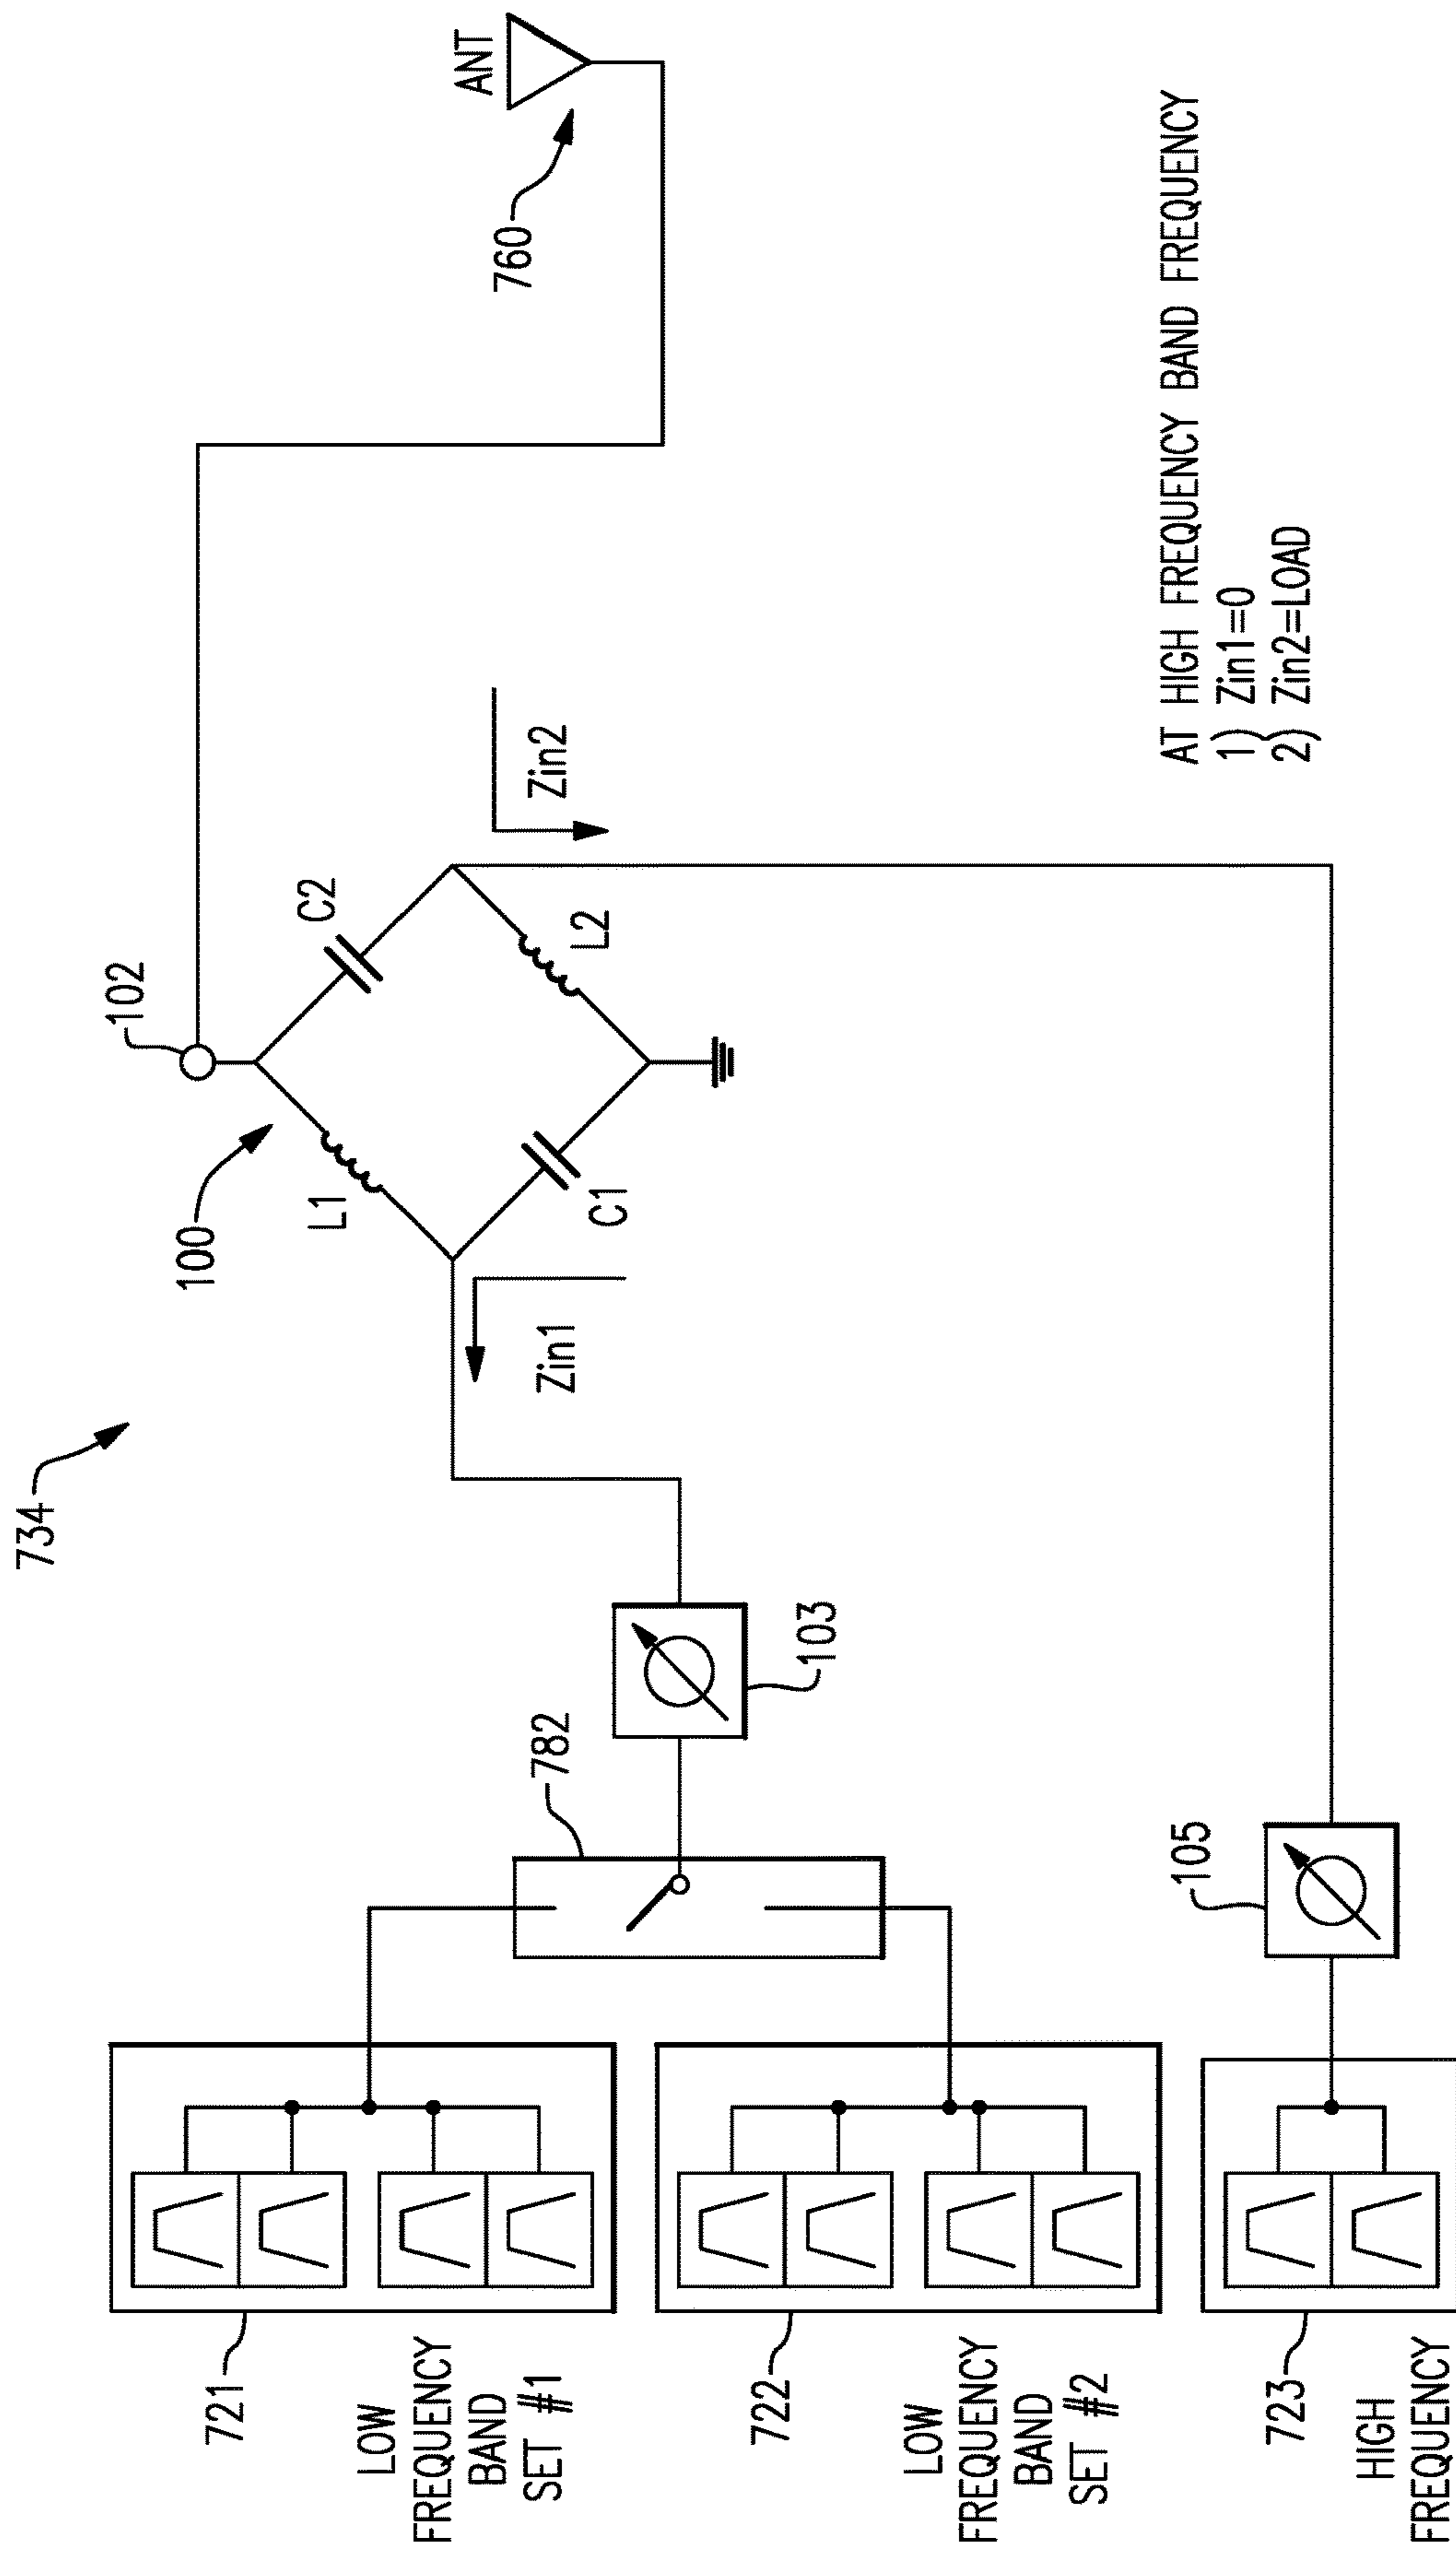 734
100
102
L1
C2
C1
L2
Zin1
Zin2
ANT
760
721
LOW
FREQUENCY
BAND
SET #1
782
103
722
LOW
FREQUENCY
BAND
SET #2
105
723
HIGH
FREQUENCY
AT HIGH FREQUENCY BAND FREQUENCY
1) Zin1=0
2) Zin2=LOAD